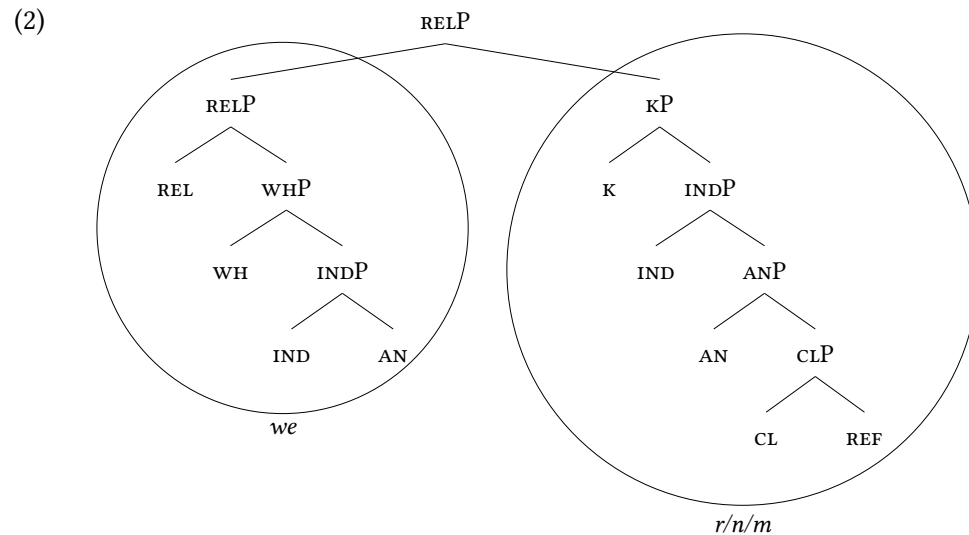 (2)
RELP
RELP KP
REL WHP K INDP
WH INDP IND ANP
IND AN AN CLP
CL REF
we
r/n/m